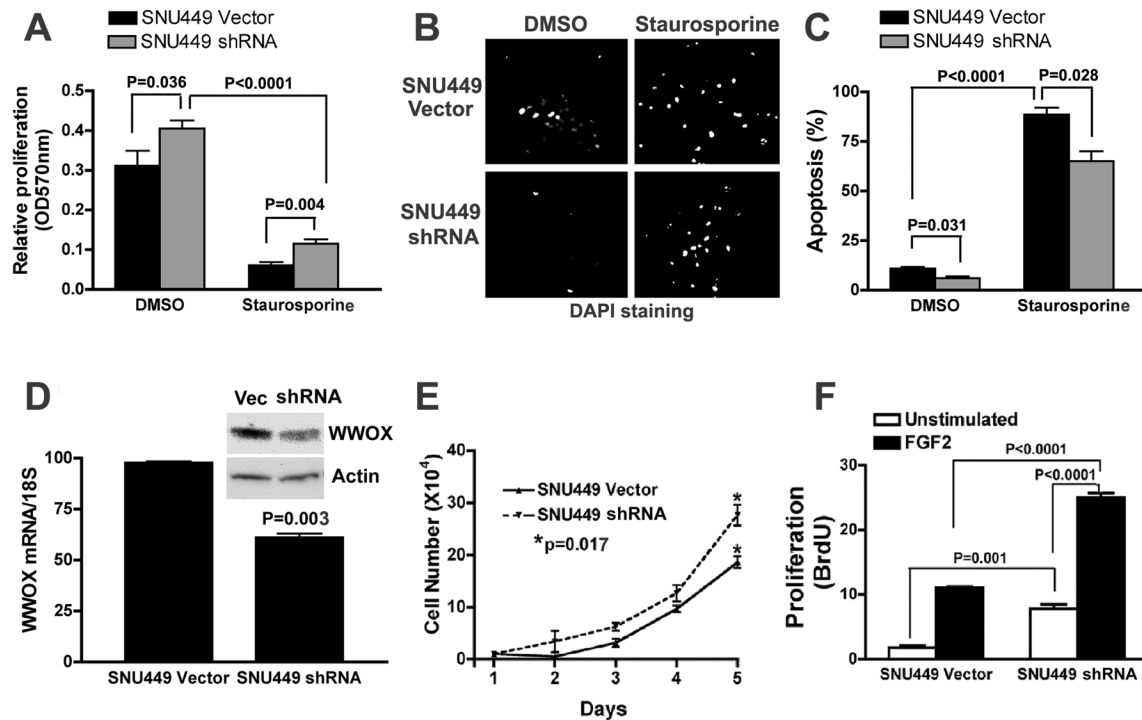 A
SNU449 Vector
SNU449 shRNA
P=0.036
P<0.0001
P=0.004
Relative proliferation
(OD570nm)
0.5
0.4
0.3
0.2
0.1
0.0
DMSO
Staurosporine
B
DMSO
Staurosporine
SNU449
Vector
SNU449
shRNA
DAPI staining
C
SNU449 Vector
SNU449 shRNA
P<0.0001
P=0.028
P=0.031
Apoptosis (%)
100
75
50
25
0
DMSO
Staurosporine
D
Vec shRNA
WWOX
Actin
P=0.003
WWOX mRNA/18S
100
75
50
25
0
SNU449 Vector
SNU449 shRNA
E
Cell Number (X10⁴)
40
30
20
10
0
SNU449 Vector
SNU449 shRNA
*p=0.017
*
*
1 2 3 4 5
Days
F
Unstimulated
FGF2
P<0.0001
P<0.0001
P=0.001
Proliferation
(BrdU)
30
20
10
0
SNU449 Vector
SNU449 shRNA